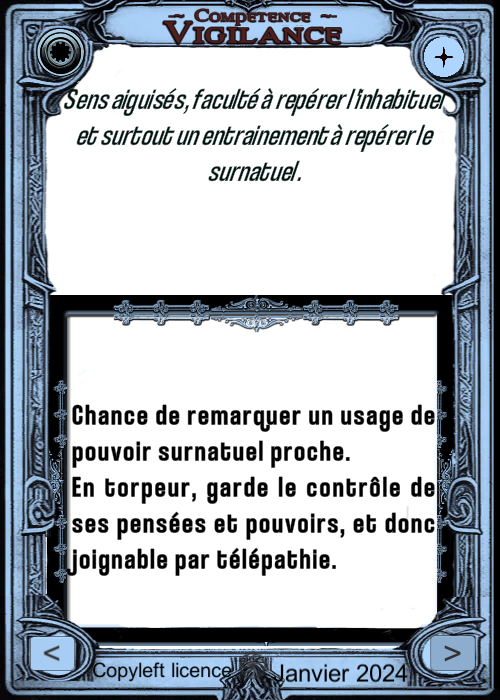 ~ Compétence ~
Vigilance
Sens aiguisés, faculté à repérer l'inhabituel
et surtout un entrainement à repérer le
surnatuel.
Chance de remarquer un usage de
pouvoir surnatuel proche.
En torpeur, garde le contrôle de
ses pensées et pouvoirs, et donc
joignable par télépathie.
< Copyleft licence Janvier 2024 >